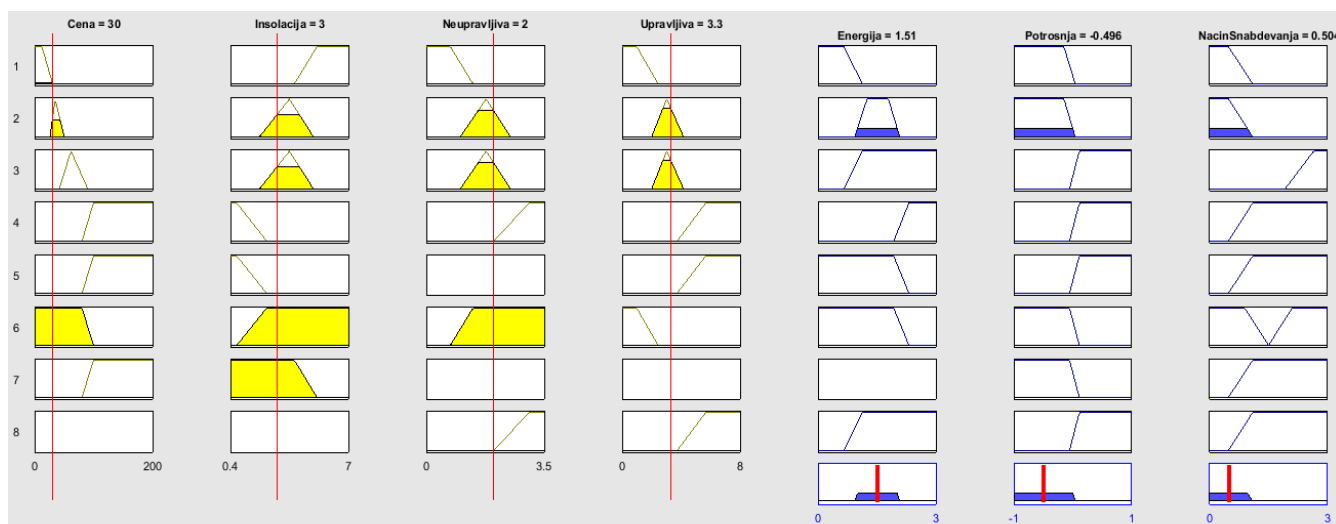 Cena = 30
Insolacija = 3
Neupravljiva = 2
Upravljiva = 3.3
Energija = 1.51
Potrosnja = -0.496
NacinSnabdevanja = 0.504
1
2
3
4
5
6
7
8
0 200
0.4 7
0 3.5
0 8
0 3
-1 1
0 3